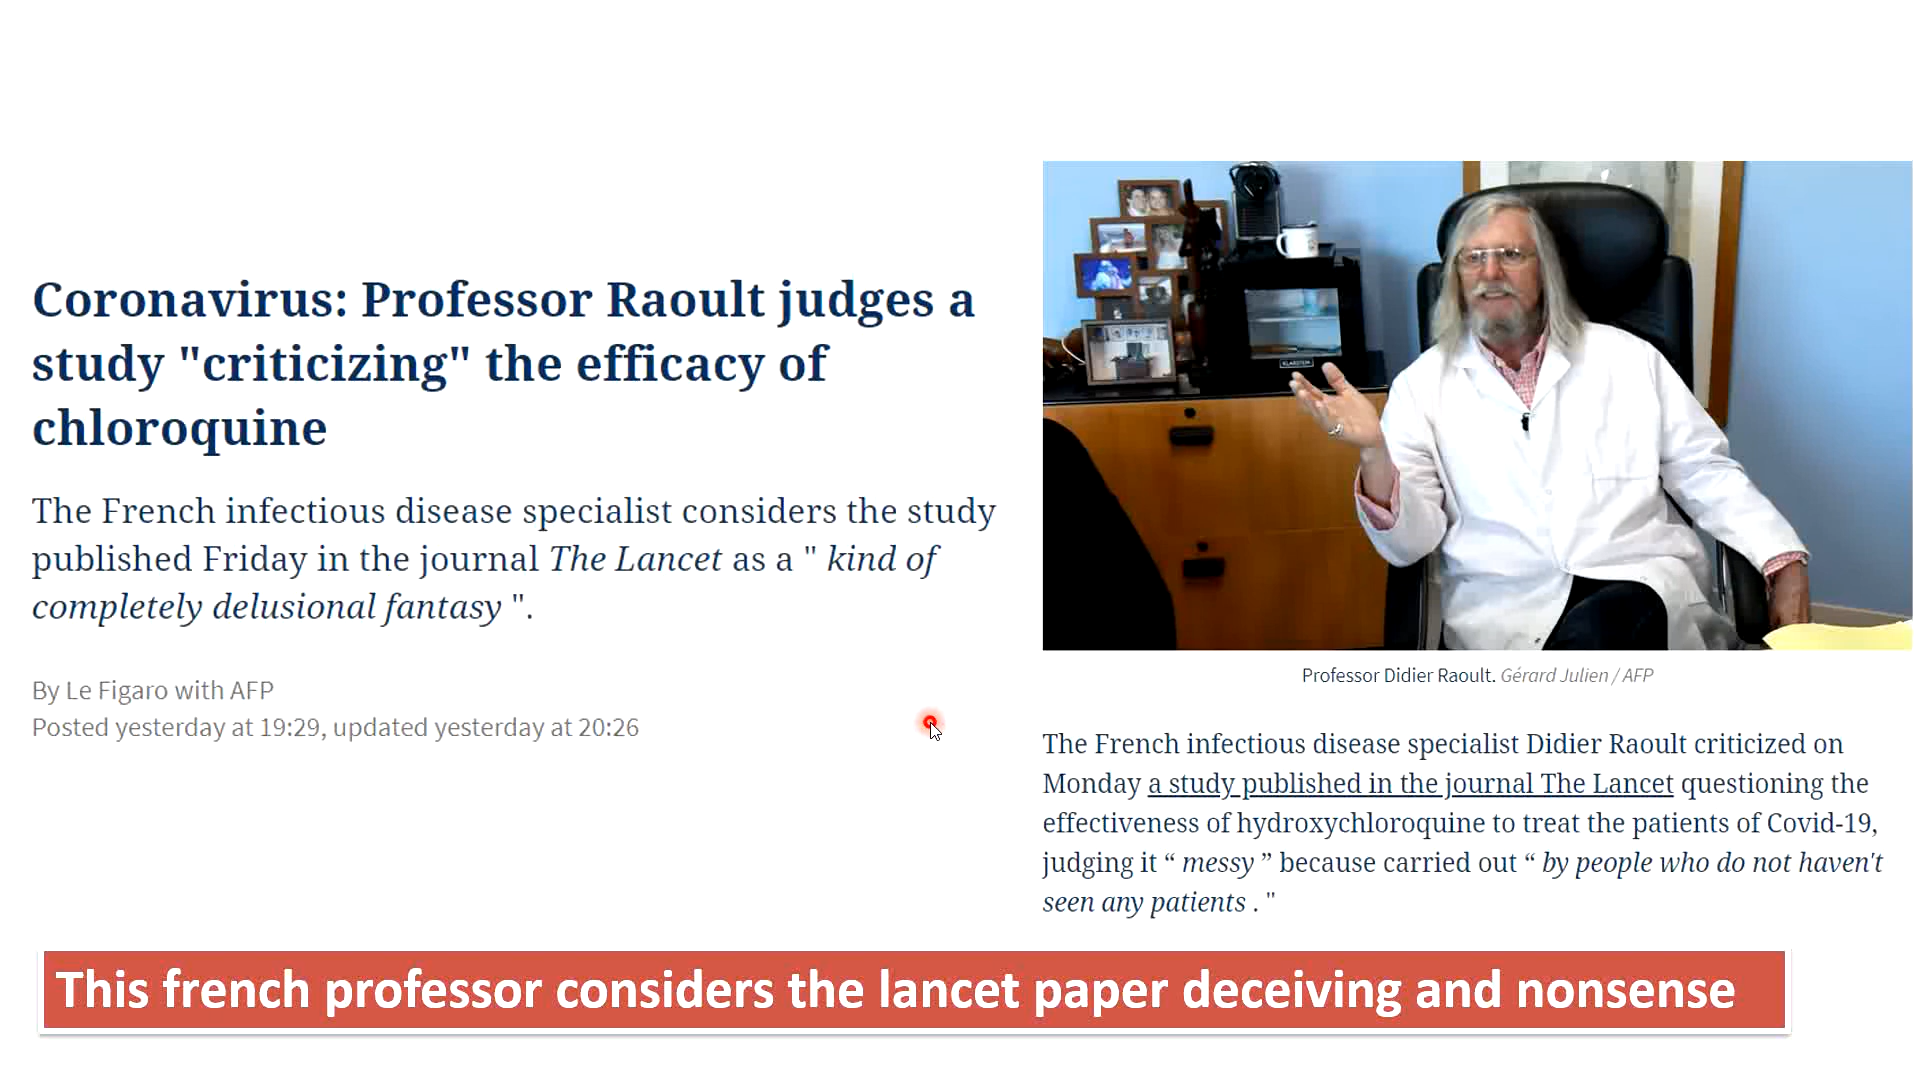 Coronavirus: Professor Raoult judges a
study "criticizing" the efficacy of
chloroquine
The French infectious disease specialist considers the study
published Friday in the journal The Lancet as a " kind of
completely delusional fantasy ".
By Le Figaro with AFP
Posted yesterday at 19:29, updated yesterday at 20:26
KLARSTEIN
Professor Didier Raoult. Gérard Julien / AFP
The French infectious disease specialist Didier Raoult criticized on
Monday a study published in the journal The Lancet questioning the
effectiveness of hydroxychloroquine to treat the patients of Covid-19,
judging it “ messy ” because carried out “ by people who do not haven't
seen any patients . "
This french professor considers the lancet paper deceiving and nonsense